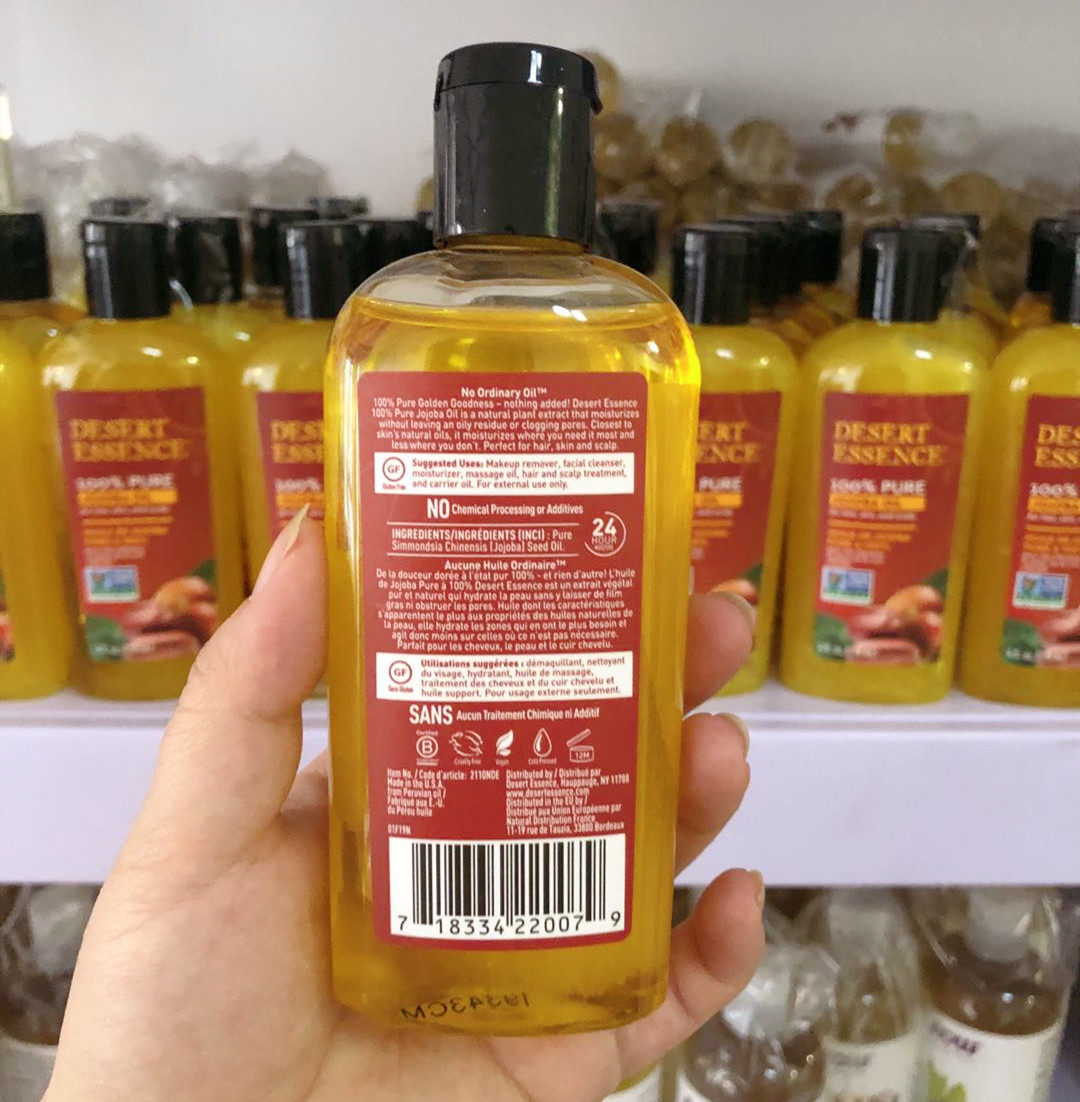 No Ordinary Oil™
100% Pure Golden Goodness – nothing added! Desert Essence
100% Pure Jojoba Oil is a natural plant extract that moisturizes
without leaving an oily residue or clogging pores. Closest to
skin's natural oils, it moisturizes where you need it most and
less where you don't. Perfect for hair, skin and scalp.
GF
Gluten Free
Suggested Uses: Makeup remover, facial cleanser,
moisturizer, massage oil, hair and scalp treatment,
and carrier oil. For external use only.
NO Chemical Processing or Additives
INGREDIENTS/INGRÉDIENTS (INCI) : Pure
Simmondsia Chinensis (Jojoba) Seed Oil.
24
HOUR
MOISTURE
Aucune Huile Ordinaire™
De la douceur dorée à l'état pur 100% - et rien d'autre! L'huile
de Jojoba Pure à 100% Desert Essence est un extrait végétal
pur et naturel qui hydrate la peau sans y laisser de film
gras ni obstruer les pores. Huile dont les caractéristiques
s'apparentent le plus aux propriétés des huiles naturelles de
la peau, elle hydrate les zones qui en ont le plus besoin et
agit donc moins sur celles où ce n'est pas nécessaire.
Parfait pour les cheveux, le peau et le cuir chevelu.
GF
Sans Gluten
Utilisations suggérées : démaquillant, nettoyant
du visage, hydratant, huile de massage,
traitement des cheveux et du cuir chevelu et
huile support. Pour usage externe seulement.
SANS Aucun Traitement Chimique ni Additif
Certified
B
Cruelty Free
Vegan
Cold Pressed
12M
Item No. / Code d'article: 2110NDE
Made in the U.S.A.
from Peruvian oil /
Fabriqué aux É.-U.
du Pérou huile
01F19N
Distributed by / Distribué par
Desert Essence, Hauppauge, NY 11788
www.desertessence.com
Distributed in the EU by /
Distribué aux Union Européenne par
Natural Distribution France
11-19 rue de Tauzia, 33800 Bordeaux
7 18334 22007 9
DESERT
ESSENCE
100% PURE
DESERT
ESSENCE
100% PURE
NOW